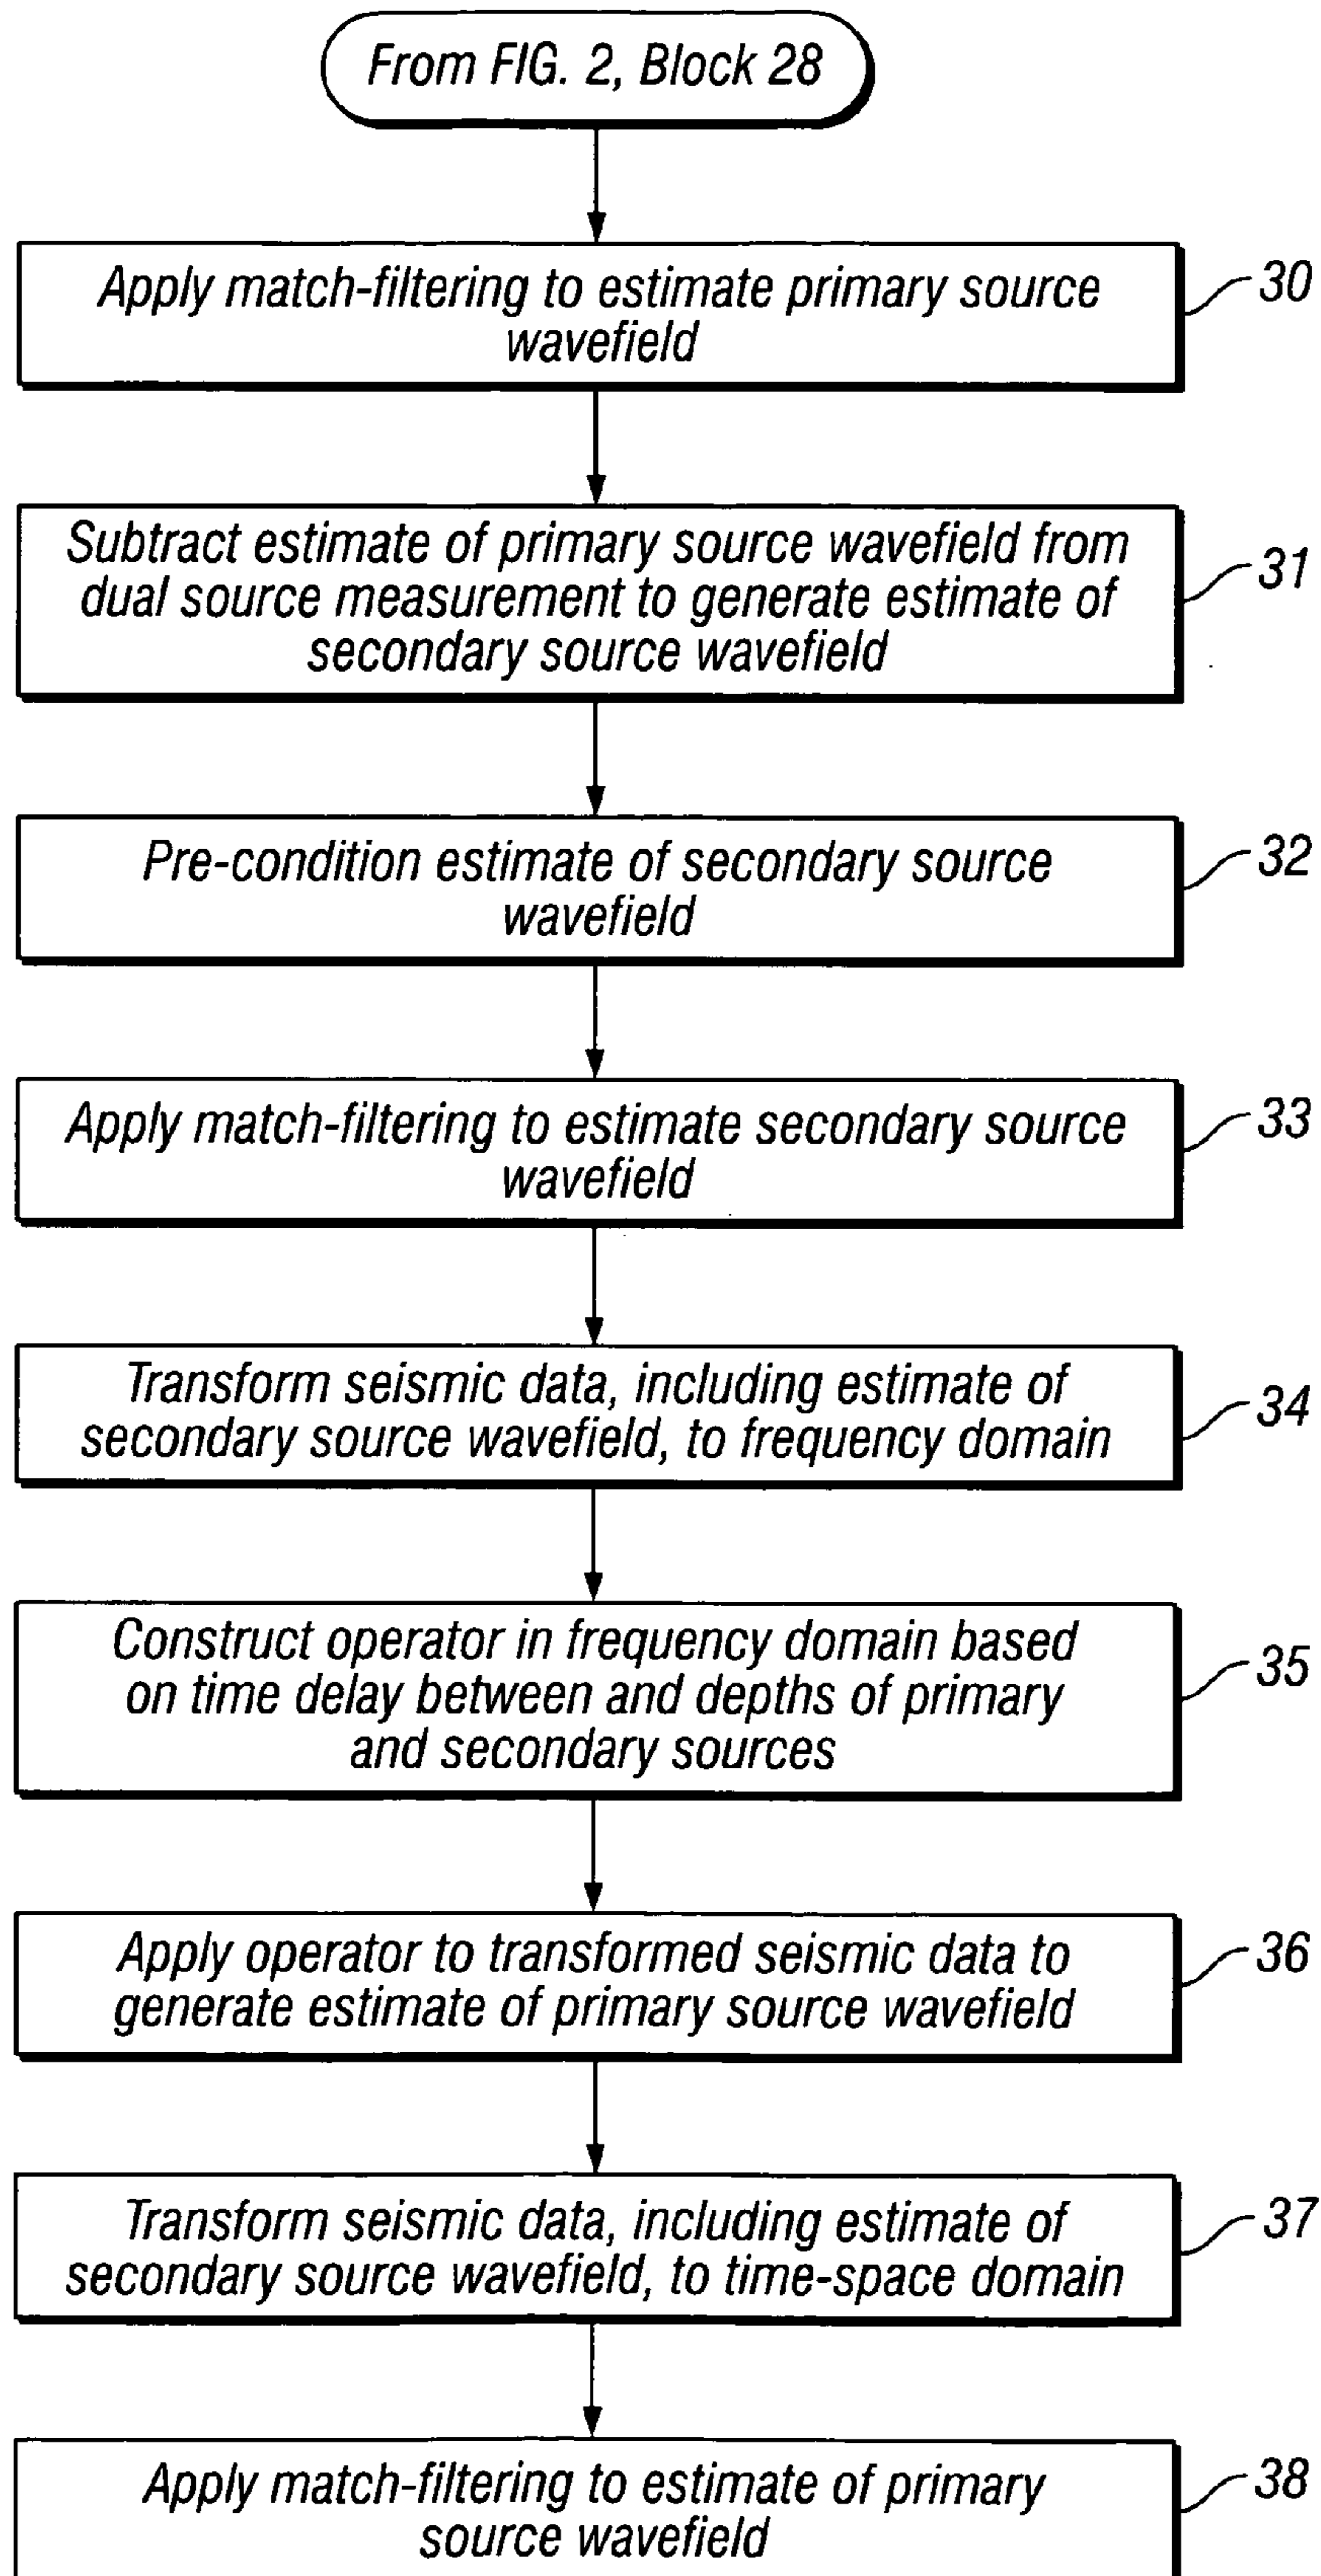 From FIG. 2, Block 28
Apply match-filtering to estimate primary source
wavefield
30
Subtract estimate of primary source wavefield from
dual source measurement to generate estimate of
secondary source wavefield
31
Pre-condition estimate of secondary source
wavefield
32
Apply match-filtering to estimate secondary source
wavefield
33
Transform seismic data, including estimate of
secondary source wavefield, to frequency domain
34
Construct operator in frequency domain based
on time delay between and depths of primary
and secondary sources
35
Apply operator to transformed seismic data to
generate estimate of primary source wavefield
36
Transform seismic data, including estimate of
secondary source wavefield, to time-space domain
37
Apply match-filtering to estimate of primary
source wavefield
38